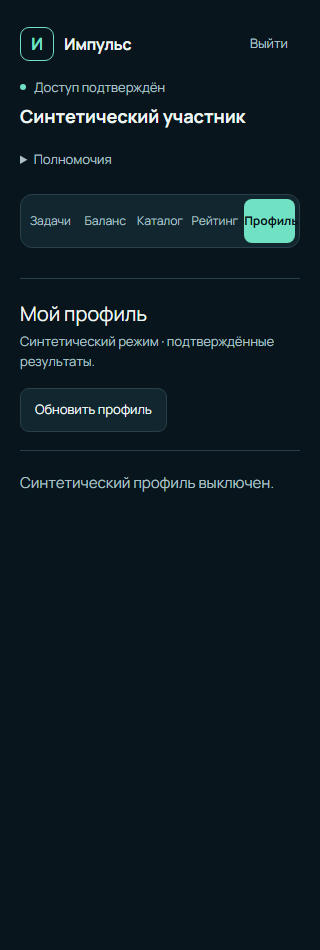 И Импульс Выйти
Доступ подтверждён
Синтетический участник
Полномочия
Задачи Баланс Каталог Рейтинг Профиль
Мой профиль
Синтетический режим · подтверждённые
результаты.
Обновить профиль
Синтетический профиль выключен.